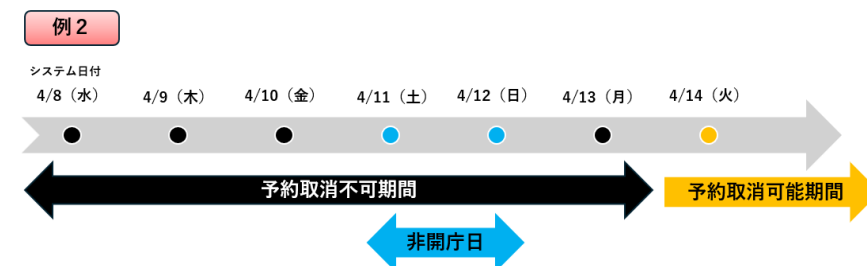 例２
システム日付
4/8（水）
4/9（木）
4/10（金）
4/11（土）
4/12（日）
4/13（月）
4/14（火）
予約取消不可期間
予約取消可能期間
非開庁日